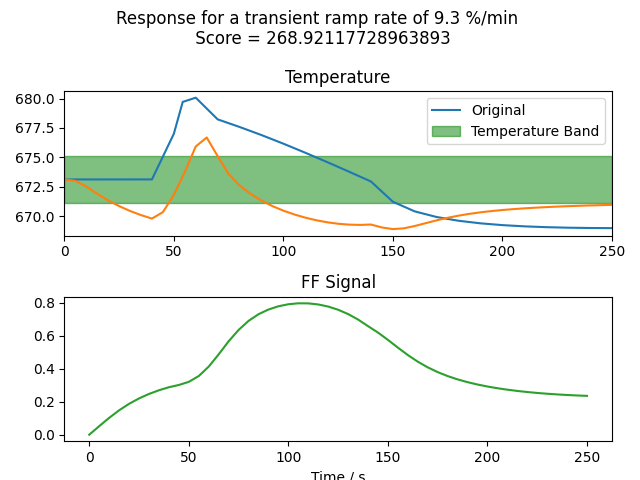 Response for a transient ramp rate of 9.3 %/min
Score = 268.92117728963893
Temperature
680.0
677.5
675.0
672.5
670.0
Original
Temperature Band
0 50 100 150 200 250
FF Signal
0.8
0.6
0.4
0.2
0.0
0 50 100 150 200 250
Time / s